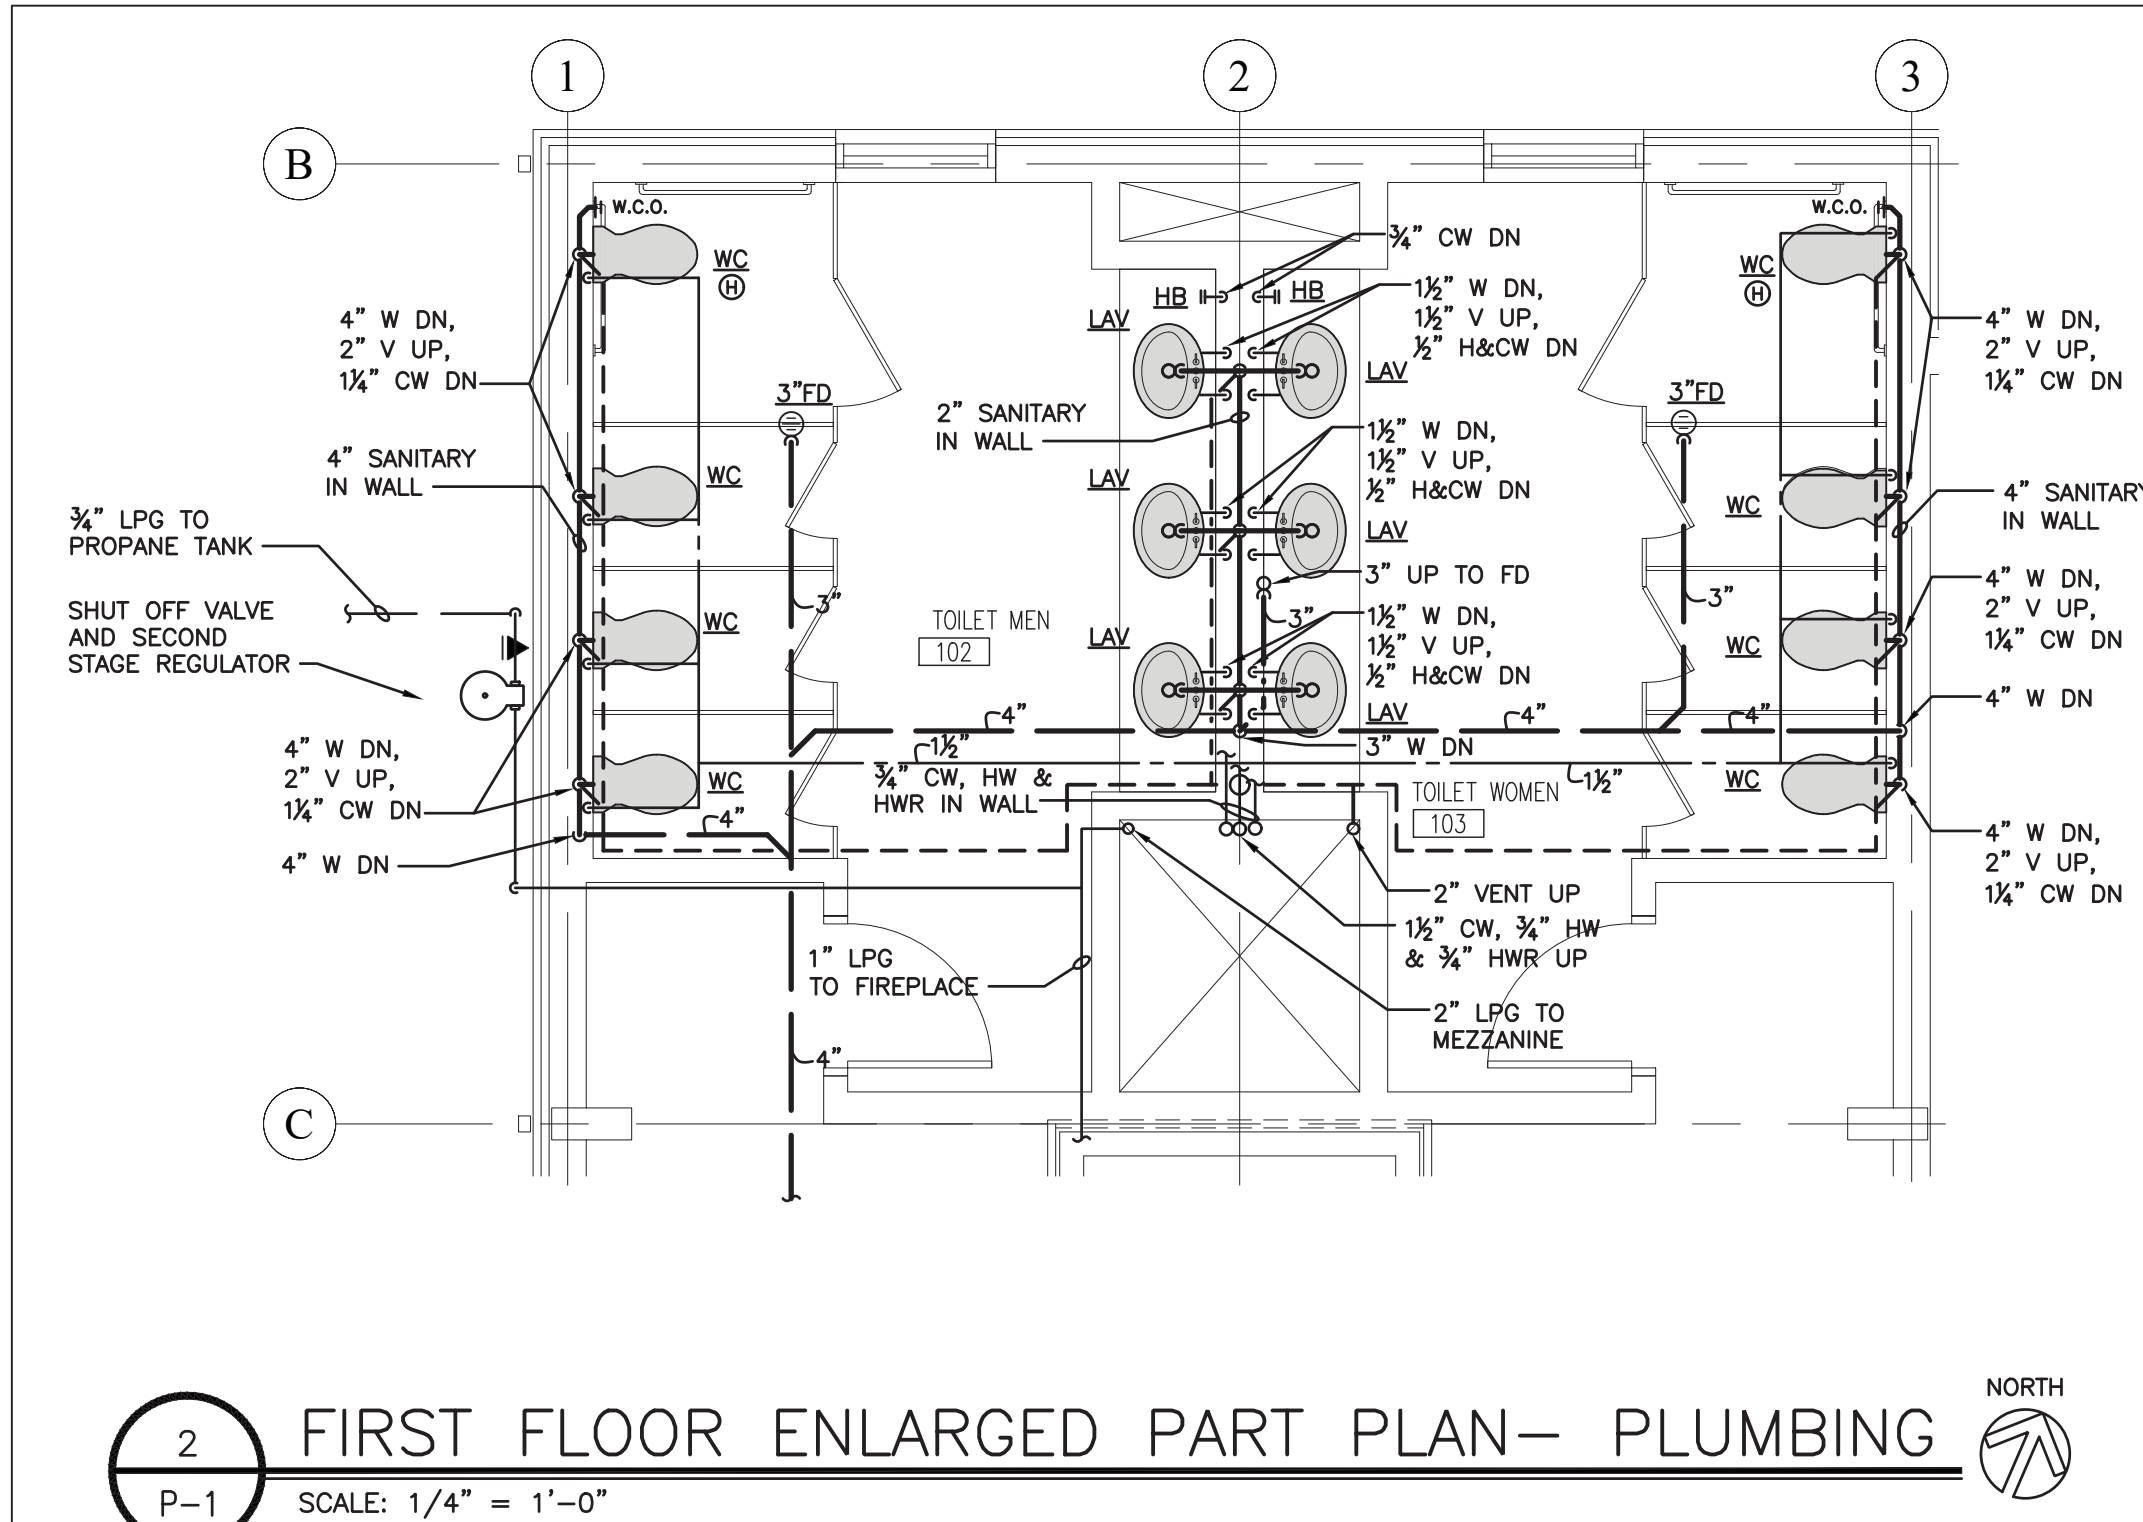 1
2
3
B
W.C.O.
W.C.O.
¾” CW DN
WC
H
WC
H
HB
HB
1½” W DN,
1½” V UP,
½” H&CW DN
LAV
LAV
4” W DN,
2” V UP,
1¼” CW DN
4” W DN,
2” V UP,
1¼” CW DN
3”FD
3”FD
2” SANITARY
IN WALL
1½” W DN,
1½” V UP,
½” H&CW DN
4” SANITARY
IN WALL
WC
LAV
LAV
WC
4” SANITARY
IN WALL
¾” LPG TO
PROPANE TANK
3” UP TO FD
4” W DN,
2” V UP,
1¼” CW DN
SHUT OFF VALVE
AND SECOND
STAGE REGULATOR
WC
3”
TOILET MEN
102
LAV
3”
1½” W DN,
1½” V UP,
½” H&CW DN
3”
WC
4” W DN
LAV
4”
4”
4”
3” W DN
4” W DN,
2” V UP,
1¼” CW DN
WC
1½”
¾” CW, HW &
HWR IN WALL
TOILET WOMEN
103
1½”
WC
4”
4” W DN
4” W DN,
2” V UP,
1¼” CW DN
2” VENT UP
1½” CW, ¾” HW
& ¾” HWR UP
1” LPG
TO FIREPLACE
2” LPG TO
MEZZANINE
4”
C
NORTH
2
P-1
FIRST FLOOR ENLARGED PART PLAN- PLUMBING
SCALE: 1/4” = 1’-0”